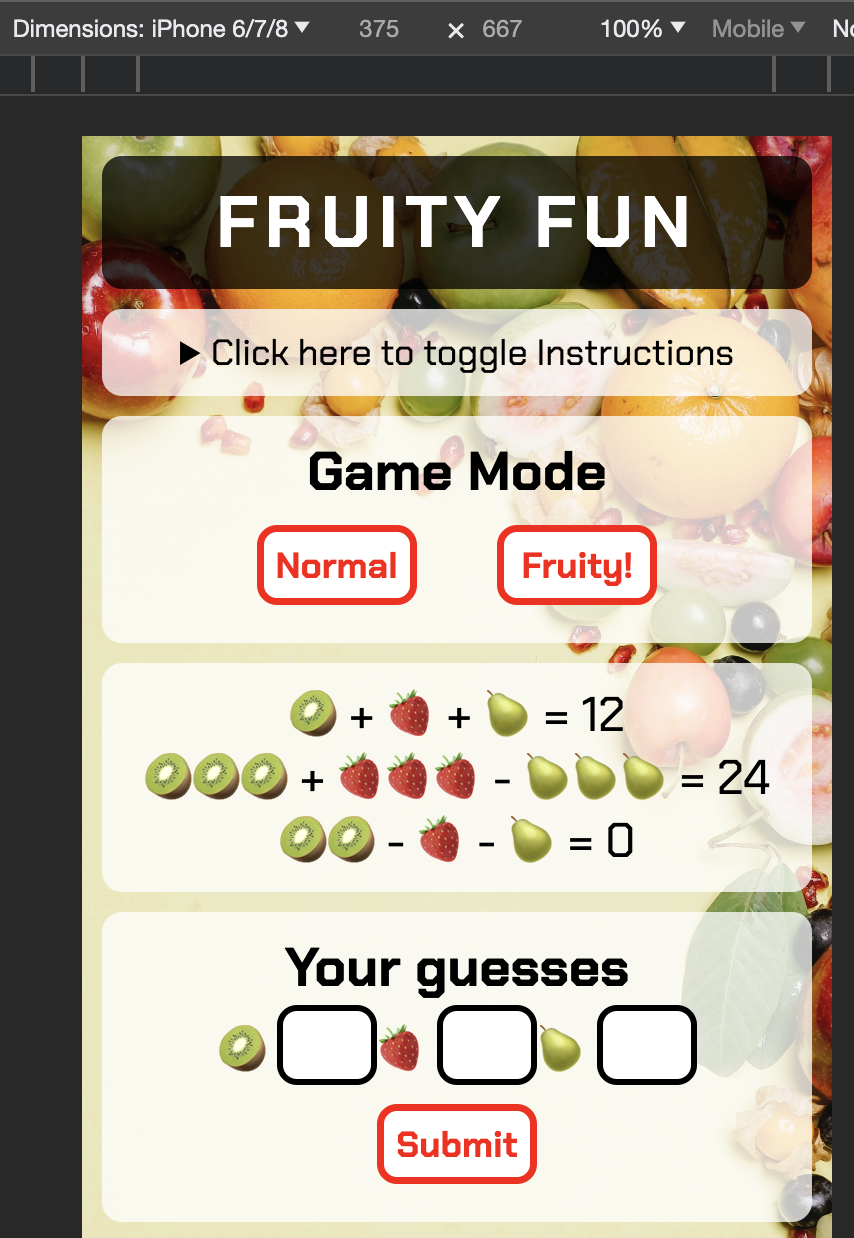 Dimensions: iPhone 6/7/8 ▼ 375 × 667 100% ▼ Mobile ▼ No
FRUITY FUN
▶ Click here to toggle Instructions
Game Mode
Normal Fruity!
🥝 + 🍓 + 🍐 = 12
🥝🥝🥝 + 🍓🍓🍓 - 🍐🍐🍐 = 24
🥝🥝 - 🍓 - 🍐 = 0
Your guesses
🥝 🍓 🍐
Submit